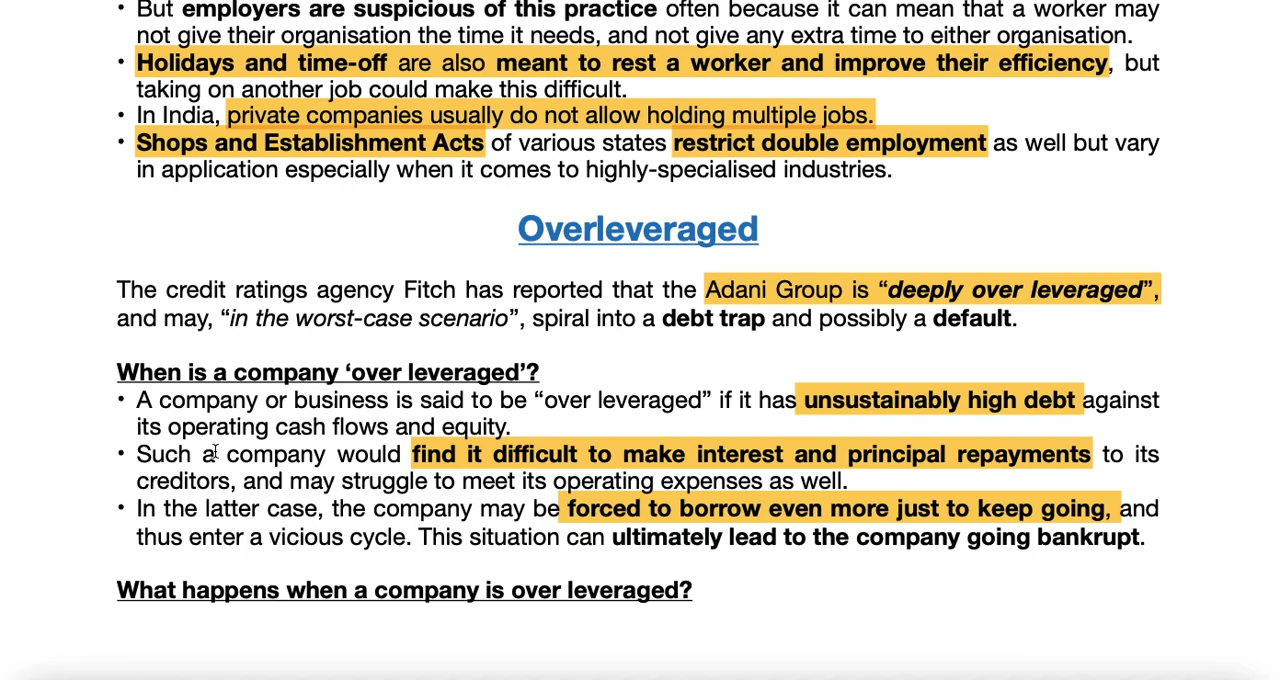 • But employers are suspicious of this practice often because it can mean that a worker may
not give their organisation the time it needs, and not give any extra time to either organisation.
• Holidays and time-off are also meant to rest a worker and improve their efficiency, but
taking on another job could make this difficult.
• In India, private companies usually do not allow holding multiple jobs.
• Shops and Establishment Acts of various states restrict double employment as well but vary
in application especially when it comes to highly-specialised industries.
Overleveraged
The credit ratings agency Fitch has reported that the Adani Group is “deeply over leveraged”,
and may, “in the worst-case scenario”, spiral into a debt trap and possibly a default.
When is a company ‘over leveraged’?
• A company or business is said to be “over leveraged” if it has unsustainably high debt against
its operating cash flows and equity.
• Such a company would find it difficult to make interest and principal repayments to its
creditors, and may struggle to meet its operating expenses as well.
• In the latter case, the company may be forced to borrow even more just to keep going, and
thus enter a vicious cycle. This situation can ultimately lead to the company going bankrupt.
What happens when a company is over leveraged?